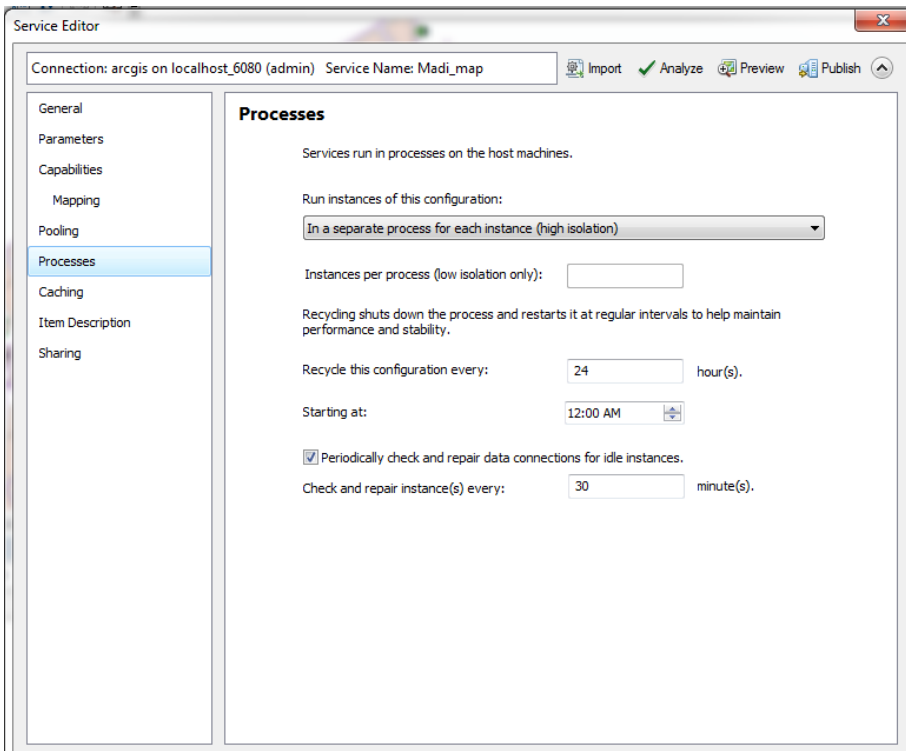 Service Editor
Connection: arcgis on localhost_6080 (admin) Service Name: Madi_map
Import
Analyze
Preview
Publish
General
Parameters
Capabilities
Mapping
Pooling
Processes
Caching
Item Description
Sharing
Processes
Services run in processes on the host machines.
Run instances of this configuration:
In a separate process for each instance (high isolation)
Instances per process (low isolation only):
Recycling shuts down the process and restarts it at regular intervals to help maintain
performance and stability.
Recycle this configuration every: 24 hour(s).
Starting at: 12:00 AM
Periodically check and repair data connections for idle instances.
Check and repair instance(s) every: 30 minute(s).